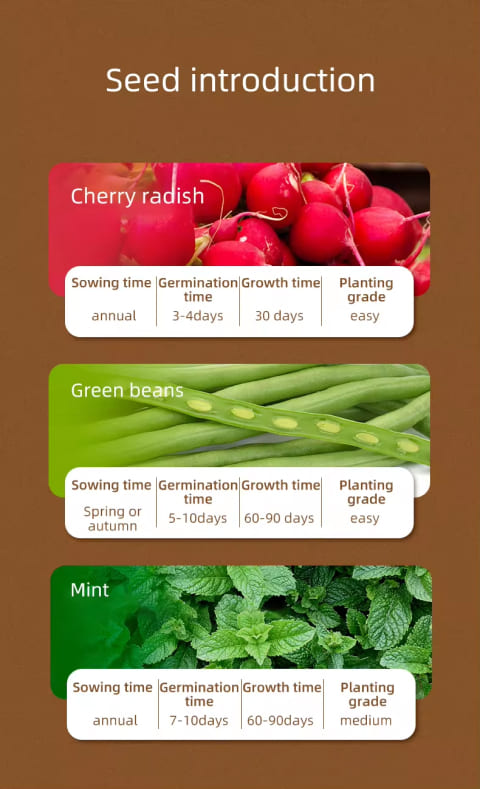 Seed introduction
Cherry radish
Sowing time Germination time Growth time Planting grade
annual 3-4days 30 days easy
Green beans
Sowing time Germination time Growth time Planting grade
Spring or autumn 5-10days 60-90 days easy
Mint
Sowing time Germination time Growth time Planting grade
annual 7-10days 60-90days medium